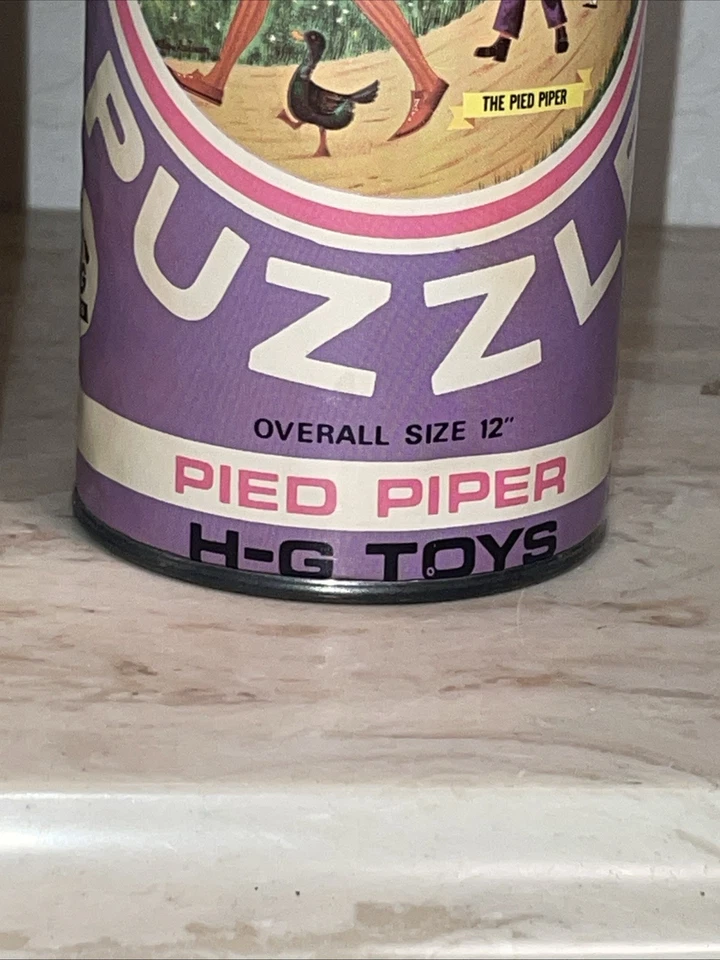 THE PIED PIPER
PUZZL
OVERALL SIZE 12"
PIED PIPER
H-G TOYS